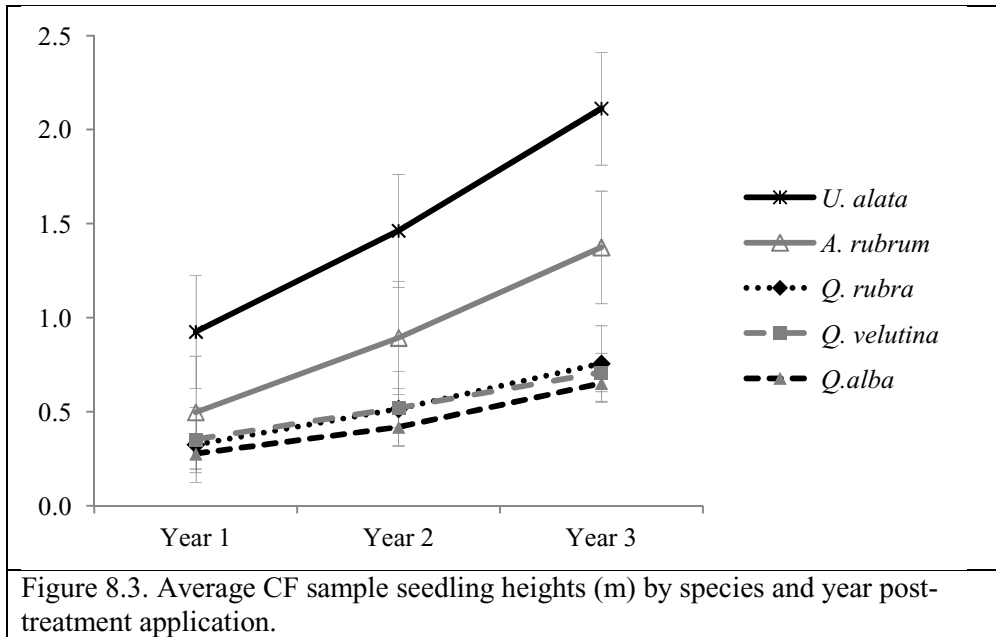 2.5
2.0
1.5
1.0
0.5
0.0
Year 1 Year 2 Year 3
U. alata
A. rubrum
Q. rubra
Q. velutina
Q.alba
Figure 8.3. Average CF sample seedling heights (m) by species and year post-
treatment application.